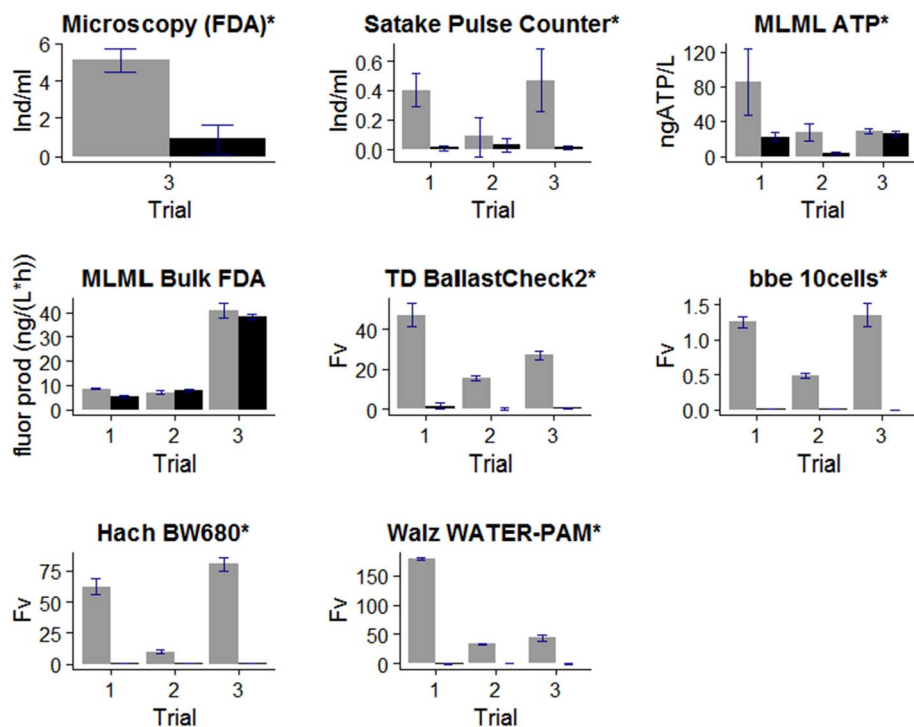 Microscopy (FDA)*
Ind/ml
6
4
2
0
3
Trial
Satake Pulse Counter*
Ind/ml
0.6
0.4
0.2
0.0
1 2 3
Trial
MLML ATP*
ngATP/L
120
80
40
0
1 2 3
Trial
MLML Bulk FDA
fluor prod (ng/(L*h))
40
30
20
10
0
1 2 3
Trial
TD BallastCheck2*
Fv
40
20
0
1 2 3
Trial
bbe 10cells*
Fv
1.5
1.0
0.5
0.0
1 2 3
Trial
Hach BW680*
Fv
75
50
25
0
1 2 3
Trial
Walz WATER-PAM*
Fv
150
100
50
0
1 2 3
Trial